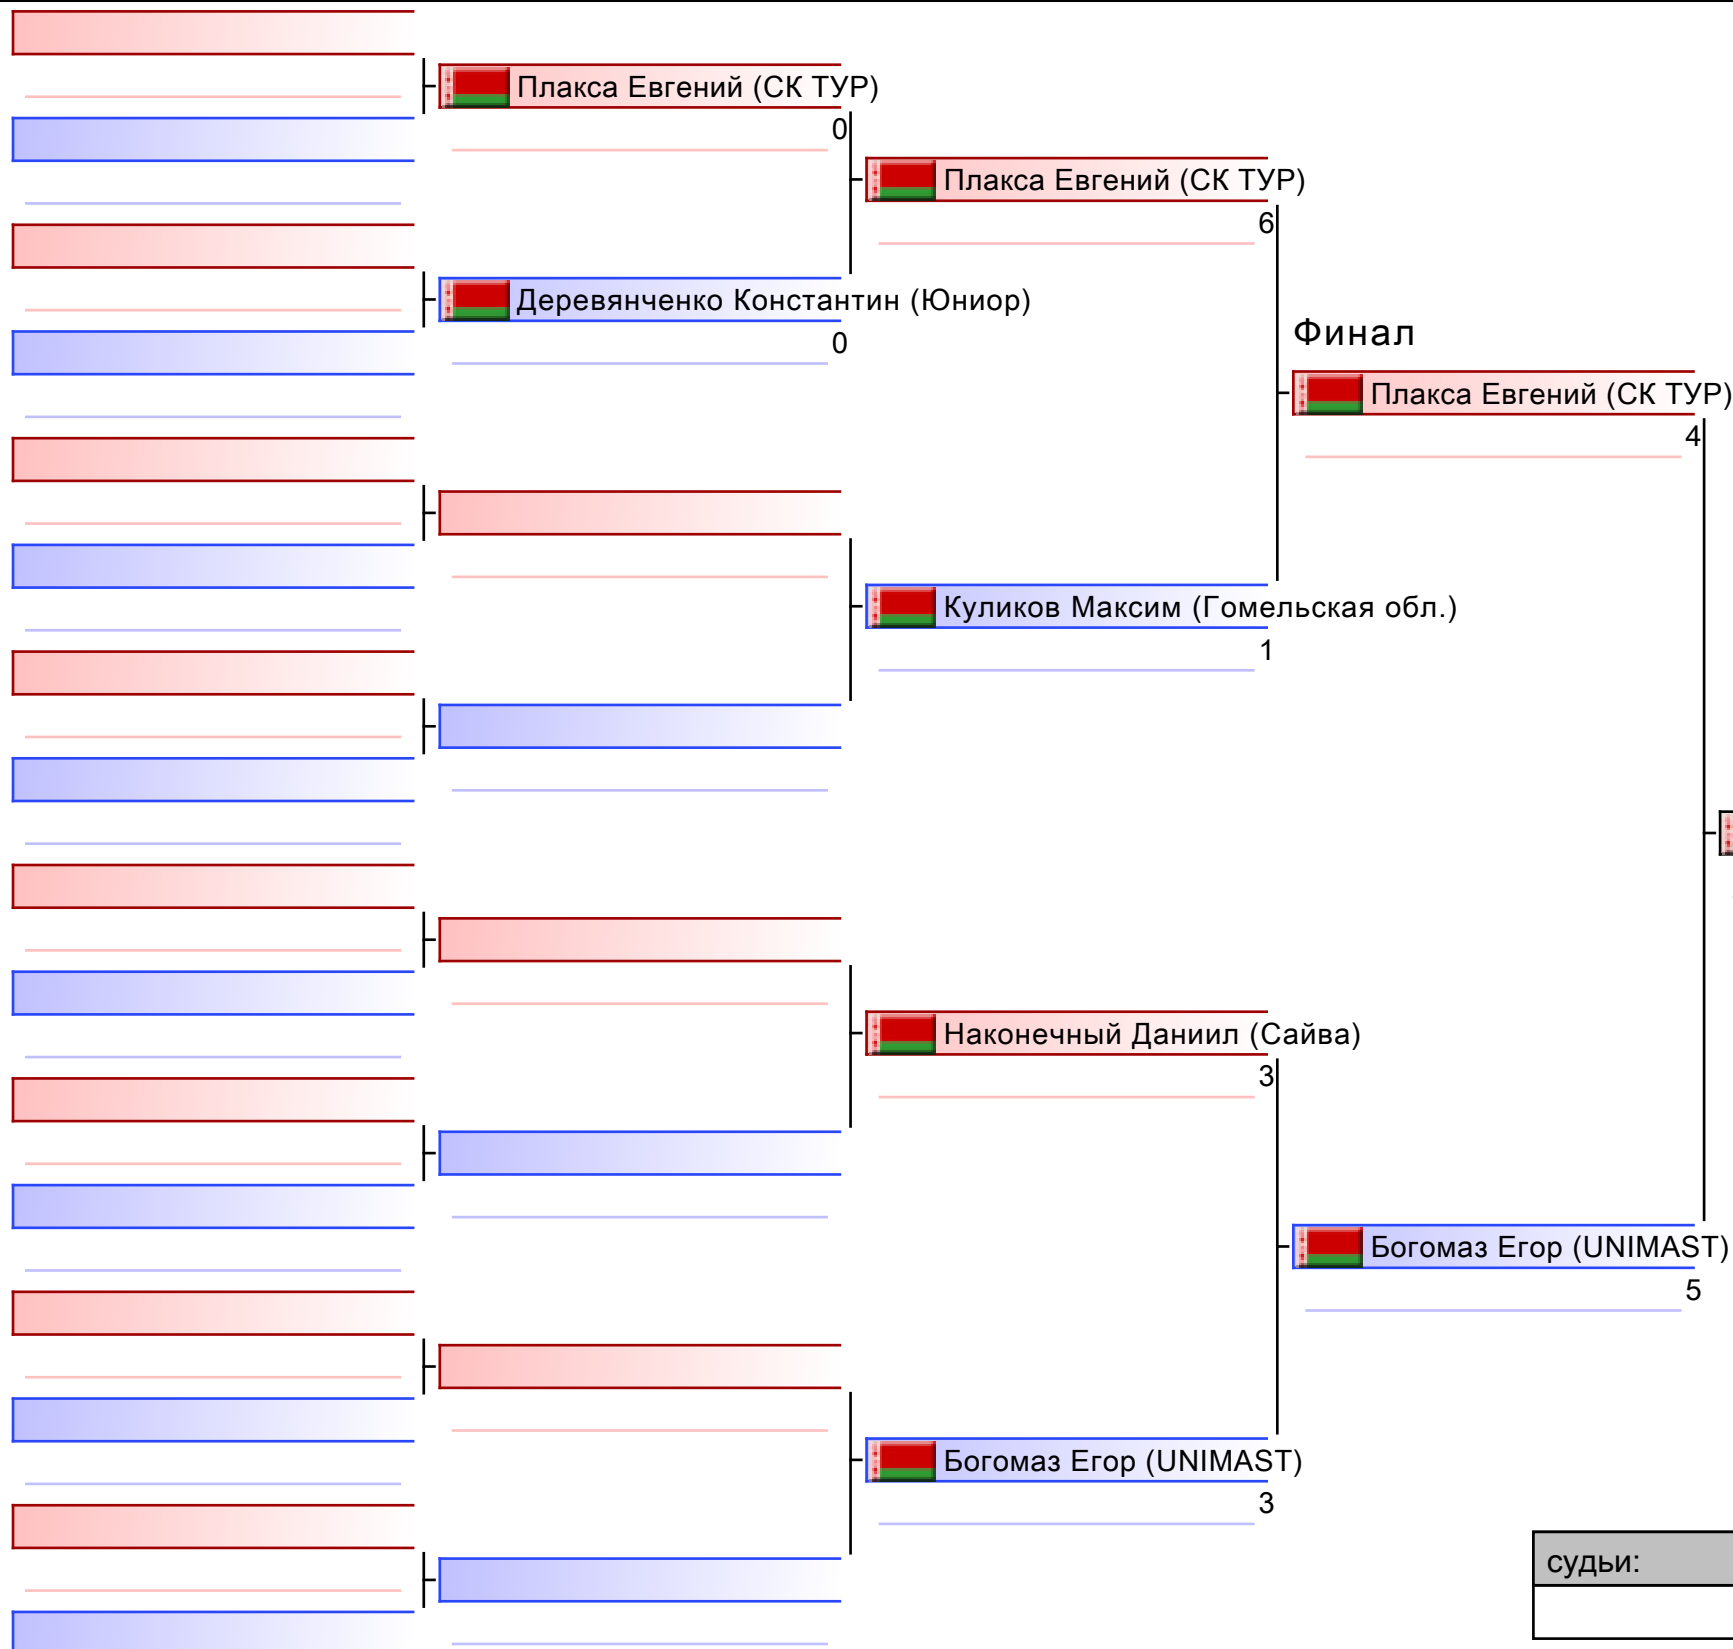 Плакса Евгений (СК ТУР)
0
Плакса Евгений (СК ТУР)
6
Деревянченко Константин (Юниор)
0
Финал
Плакса Евгений (СК ТУР)
4
Куликов Максим (Гомельская обл.)
1
Наконечный Даниил (Сайва)
3
Богомаз Егор (UNIMAST)
5
Богомаз Егор (UNIMAST)
3
судьи: